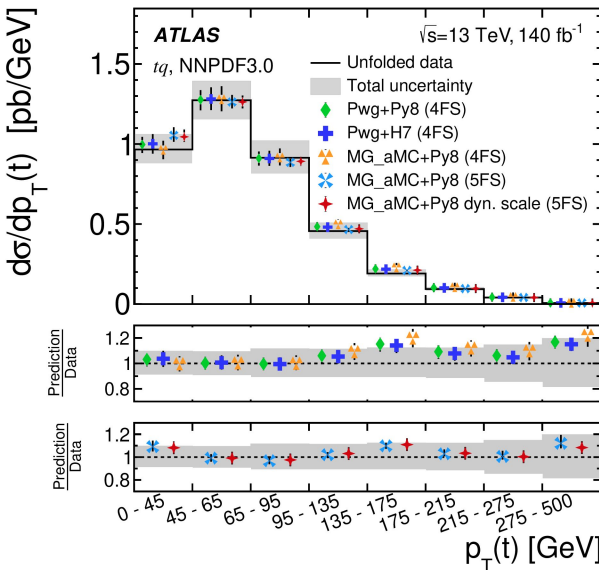 dσ/dp_T(t) [pb/GeV]
ATLAS
√s=13 TeV, 140 fb⁻¹
tq, NNPDF3.0
Unfolded data
Total uncertainty
Pwg+Py8 (4FS)
Pwg+H7 (4FS)
MG_aMC+Py8 (4FS)
MG_aMC+Py8 (5FS)
MG_aMC+Py8 dyn. scale (5FS)
1.5
1
0.5
0
Prediction
Data
1.2
1.0
0.8
Prediction
Data
1.2
1.0
0.8
0 - 45
45 - 65
65 - 95
95 - 135
135 - 175
175 - 215
215 - 275
275 - 500
p_T(t) [GeV]